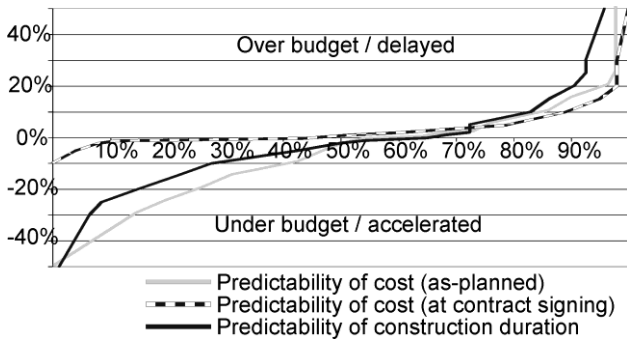 40%
Over budget / delayed
20%
0%
10% 20% 30% 40% 50% 60% 70% 80% 90%
-20%
Under budget / accelerated
-40%
Predictability of cost (as-planned)
Predictability of cost (at contract signing)
Predictability of construction duration